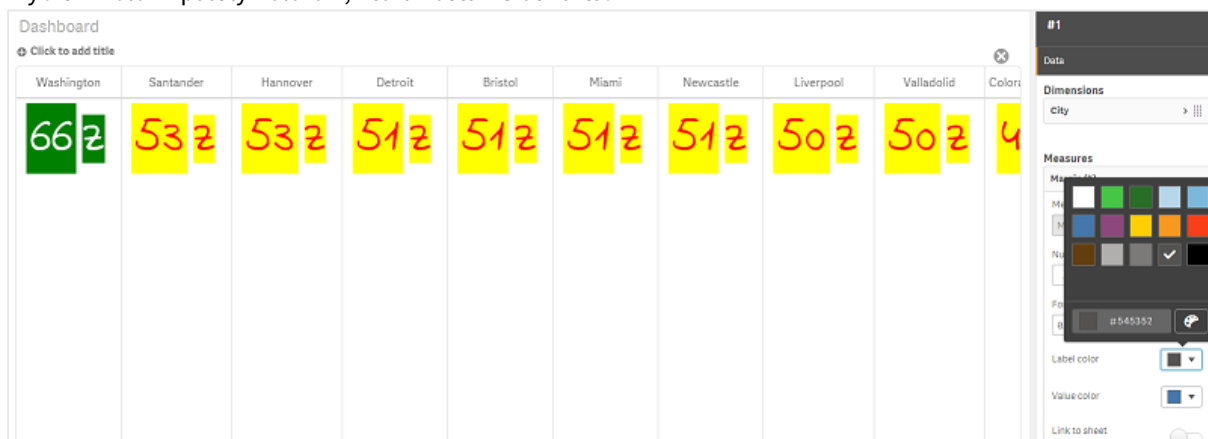 Dashboard
Click to add title
Washington Santander Hannover Detroit Bristol Miami Newcastle Liverpool Valladolid
66 z 53 z 53 z 51 z 51 z 51 z 51 z 50 z 50 z 4
#1
Data
Dimensions
City
Measures
#545352
Label color
Value color
Link to sheet